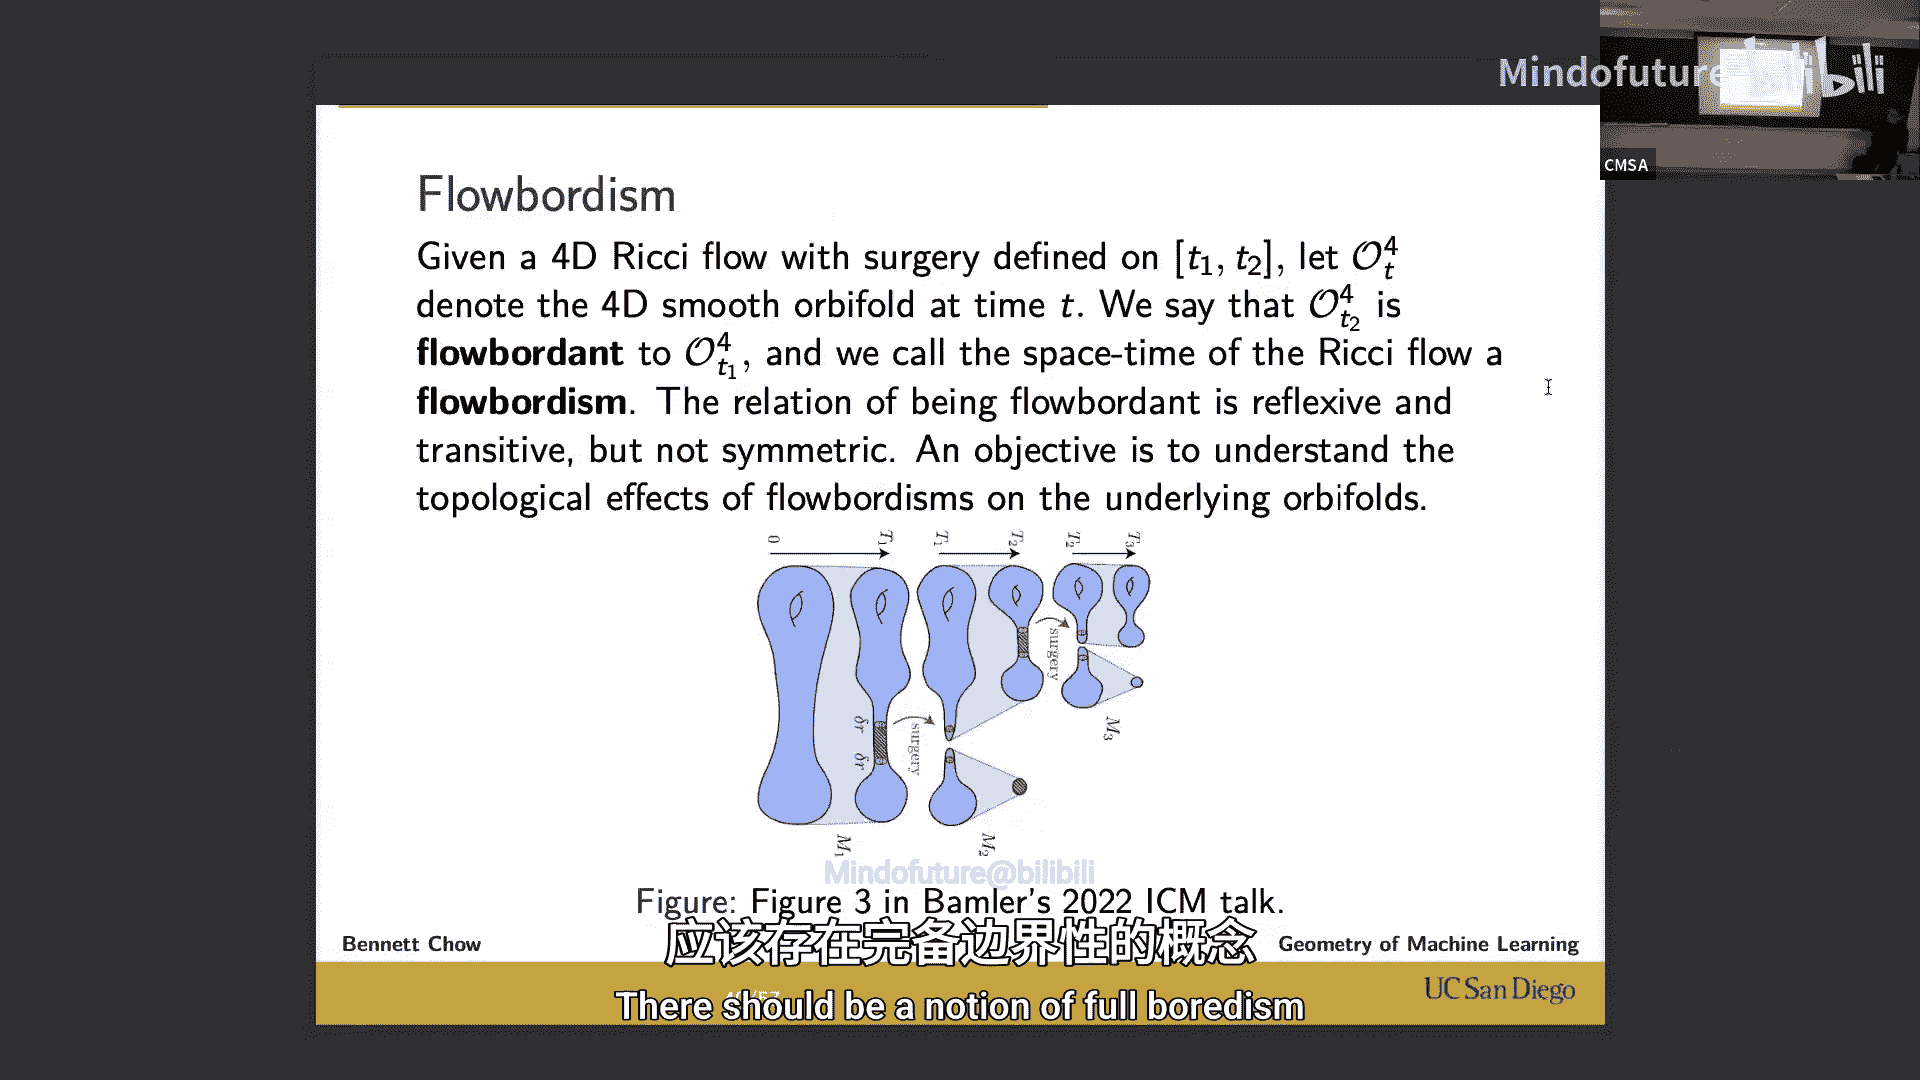 Mindofuture
bilibili
CMSA
Flowbordism
Given a 4D Ricci flow with surgery defined on [t₁, t₂], let 𝒪⁴ₜ
denote the 4D smooth orbifold at time t. We say that 𝒪⁴ₜ₂ is
flowbordant to 𝒪⁴ₜ₁, and we call the space-time of the Ricci flow a
flowbordism. The relation of being flowbordant is reflexive and
transitive, but not symmetric. An objective is to understand the
topological effects of flowbordisms on the underlying orbifolds.
0 T₁ T₁ T₂ T₂ T₃
surgery
δr δr
surgery
M₃
M₁ M₂
Mindofuture@bilibili
Figure: Figure 3 in Bamler's 2022 ICM talk.
应该存在完备边界性的概念
Bennett Chow
Geometry of Machine Learning
There should be a notion of full boredism
UC San Diego